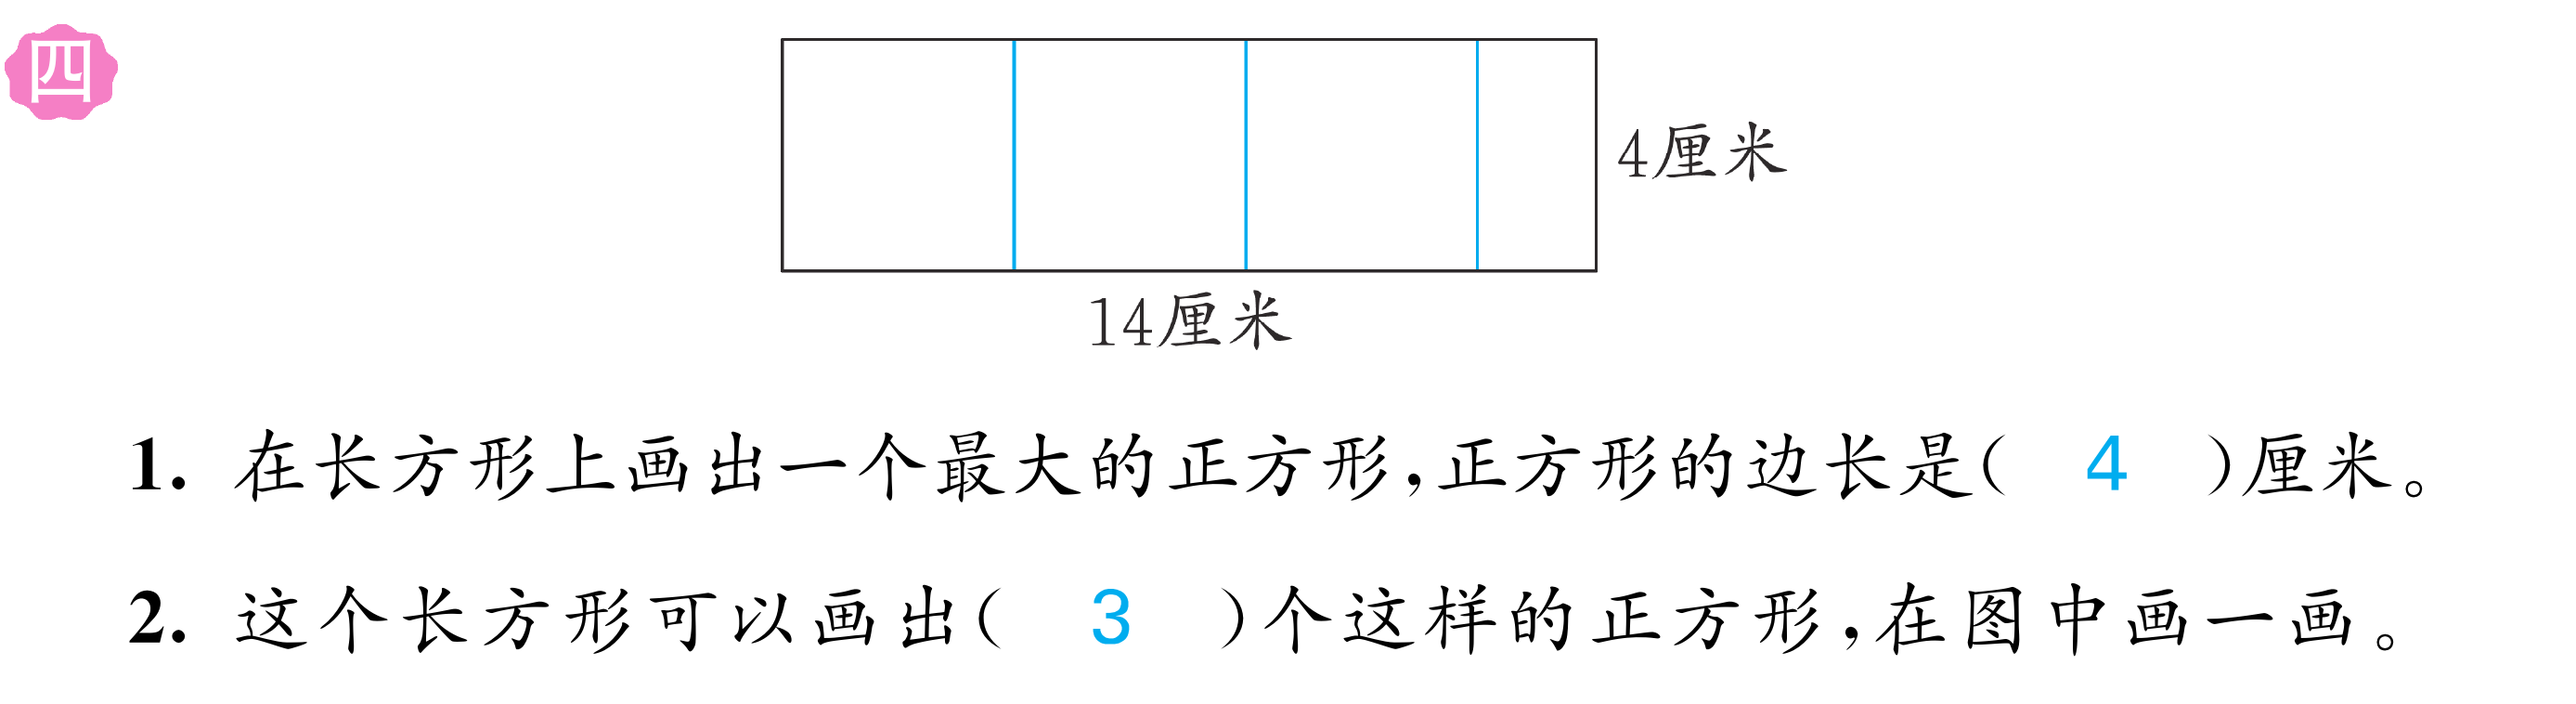 四
4厘米
14厘米
1. 在长方形上画出一个最大的正方形,正方形的边长是( 4 )厘米。
2. 这个长方形可以画出( 3 )个这样的正方形,在图中画一画。